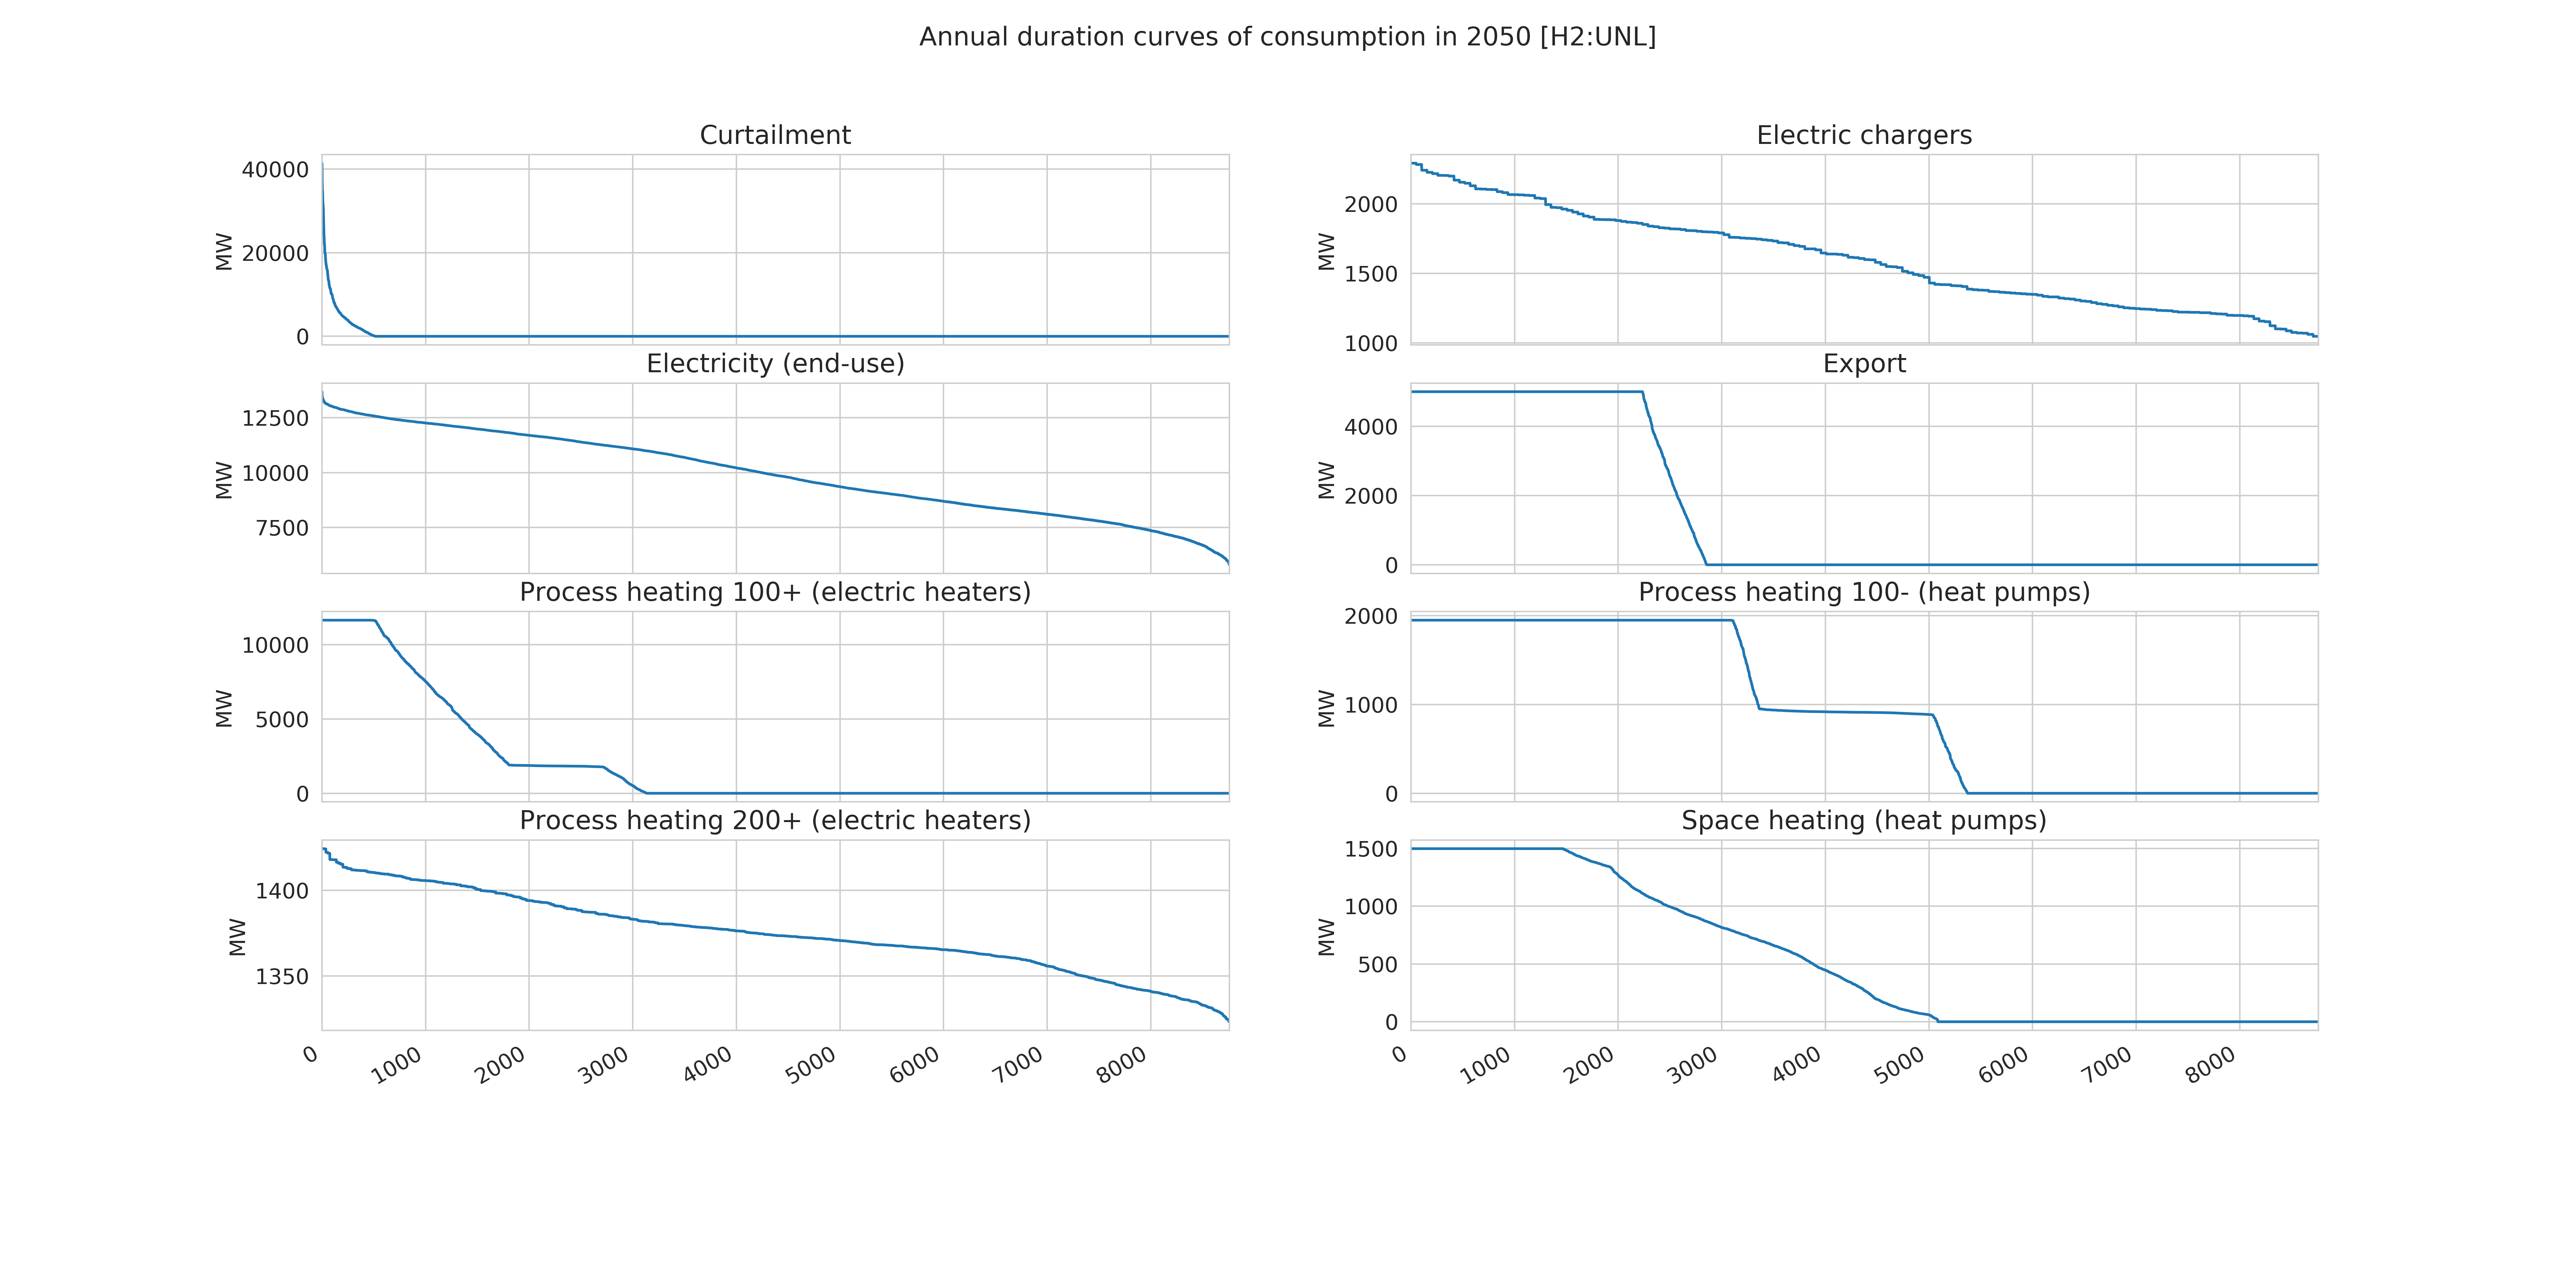 Annual duration curves of consumption in 2050 [H2:UNL]
Curtailment
MW
40000
20000
0
Electric chargers
MW
2000
1500
1000
Electricity (end-use)
MW
12500
10000
7500
Export
MW
4000
2000
0
Process heating 100+ (electric heaters)
MW
10000
5000
0
Process heating 100- (heat pumps)
MW
2000
1000
0
Process heating 200+ (electric heaters)
MW
1400
1350
0 1000 2000 3000 4000 5000 6000 7000 8000
Space heating (heat pumps)
MW
1500
1000
500
0
0 1000 2000 3000 4000 5000 6000 7000 8000